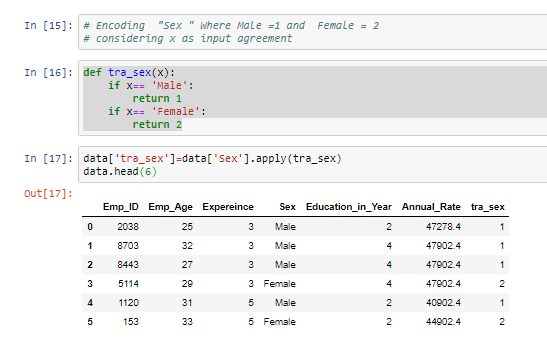 In [15]: # Encoding "Sex " Where Male =1 and Female = 2
# considering x as input agreement
In [16]: def tra_sex(x):
if x== 'Male':
return 1
if x== 'Female':
return 2
In [17]: data['tra_sex']=data['Sex'].apply(tra_sex)
data.head(6)
Out[17]:
Emp_ID Emp_Age Expereince Sex Education_in_Year Annual_Rate tra_sex
0 2038 25 3 Male 2 47278.4 1
1 8703 32 3 Male 4 47902.4 1
2 8443 27 3 Male 4 47902.4 1
3 5114 29 3 Female 4 47902.4 2
4 1120 31 5 Male 2 40902.4 1
5 153 33 5 Female 2 44902.4 2